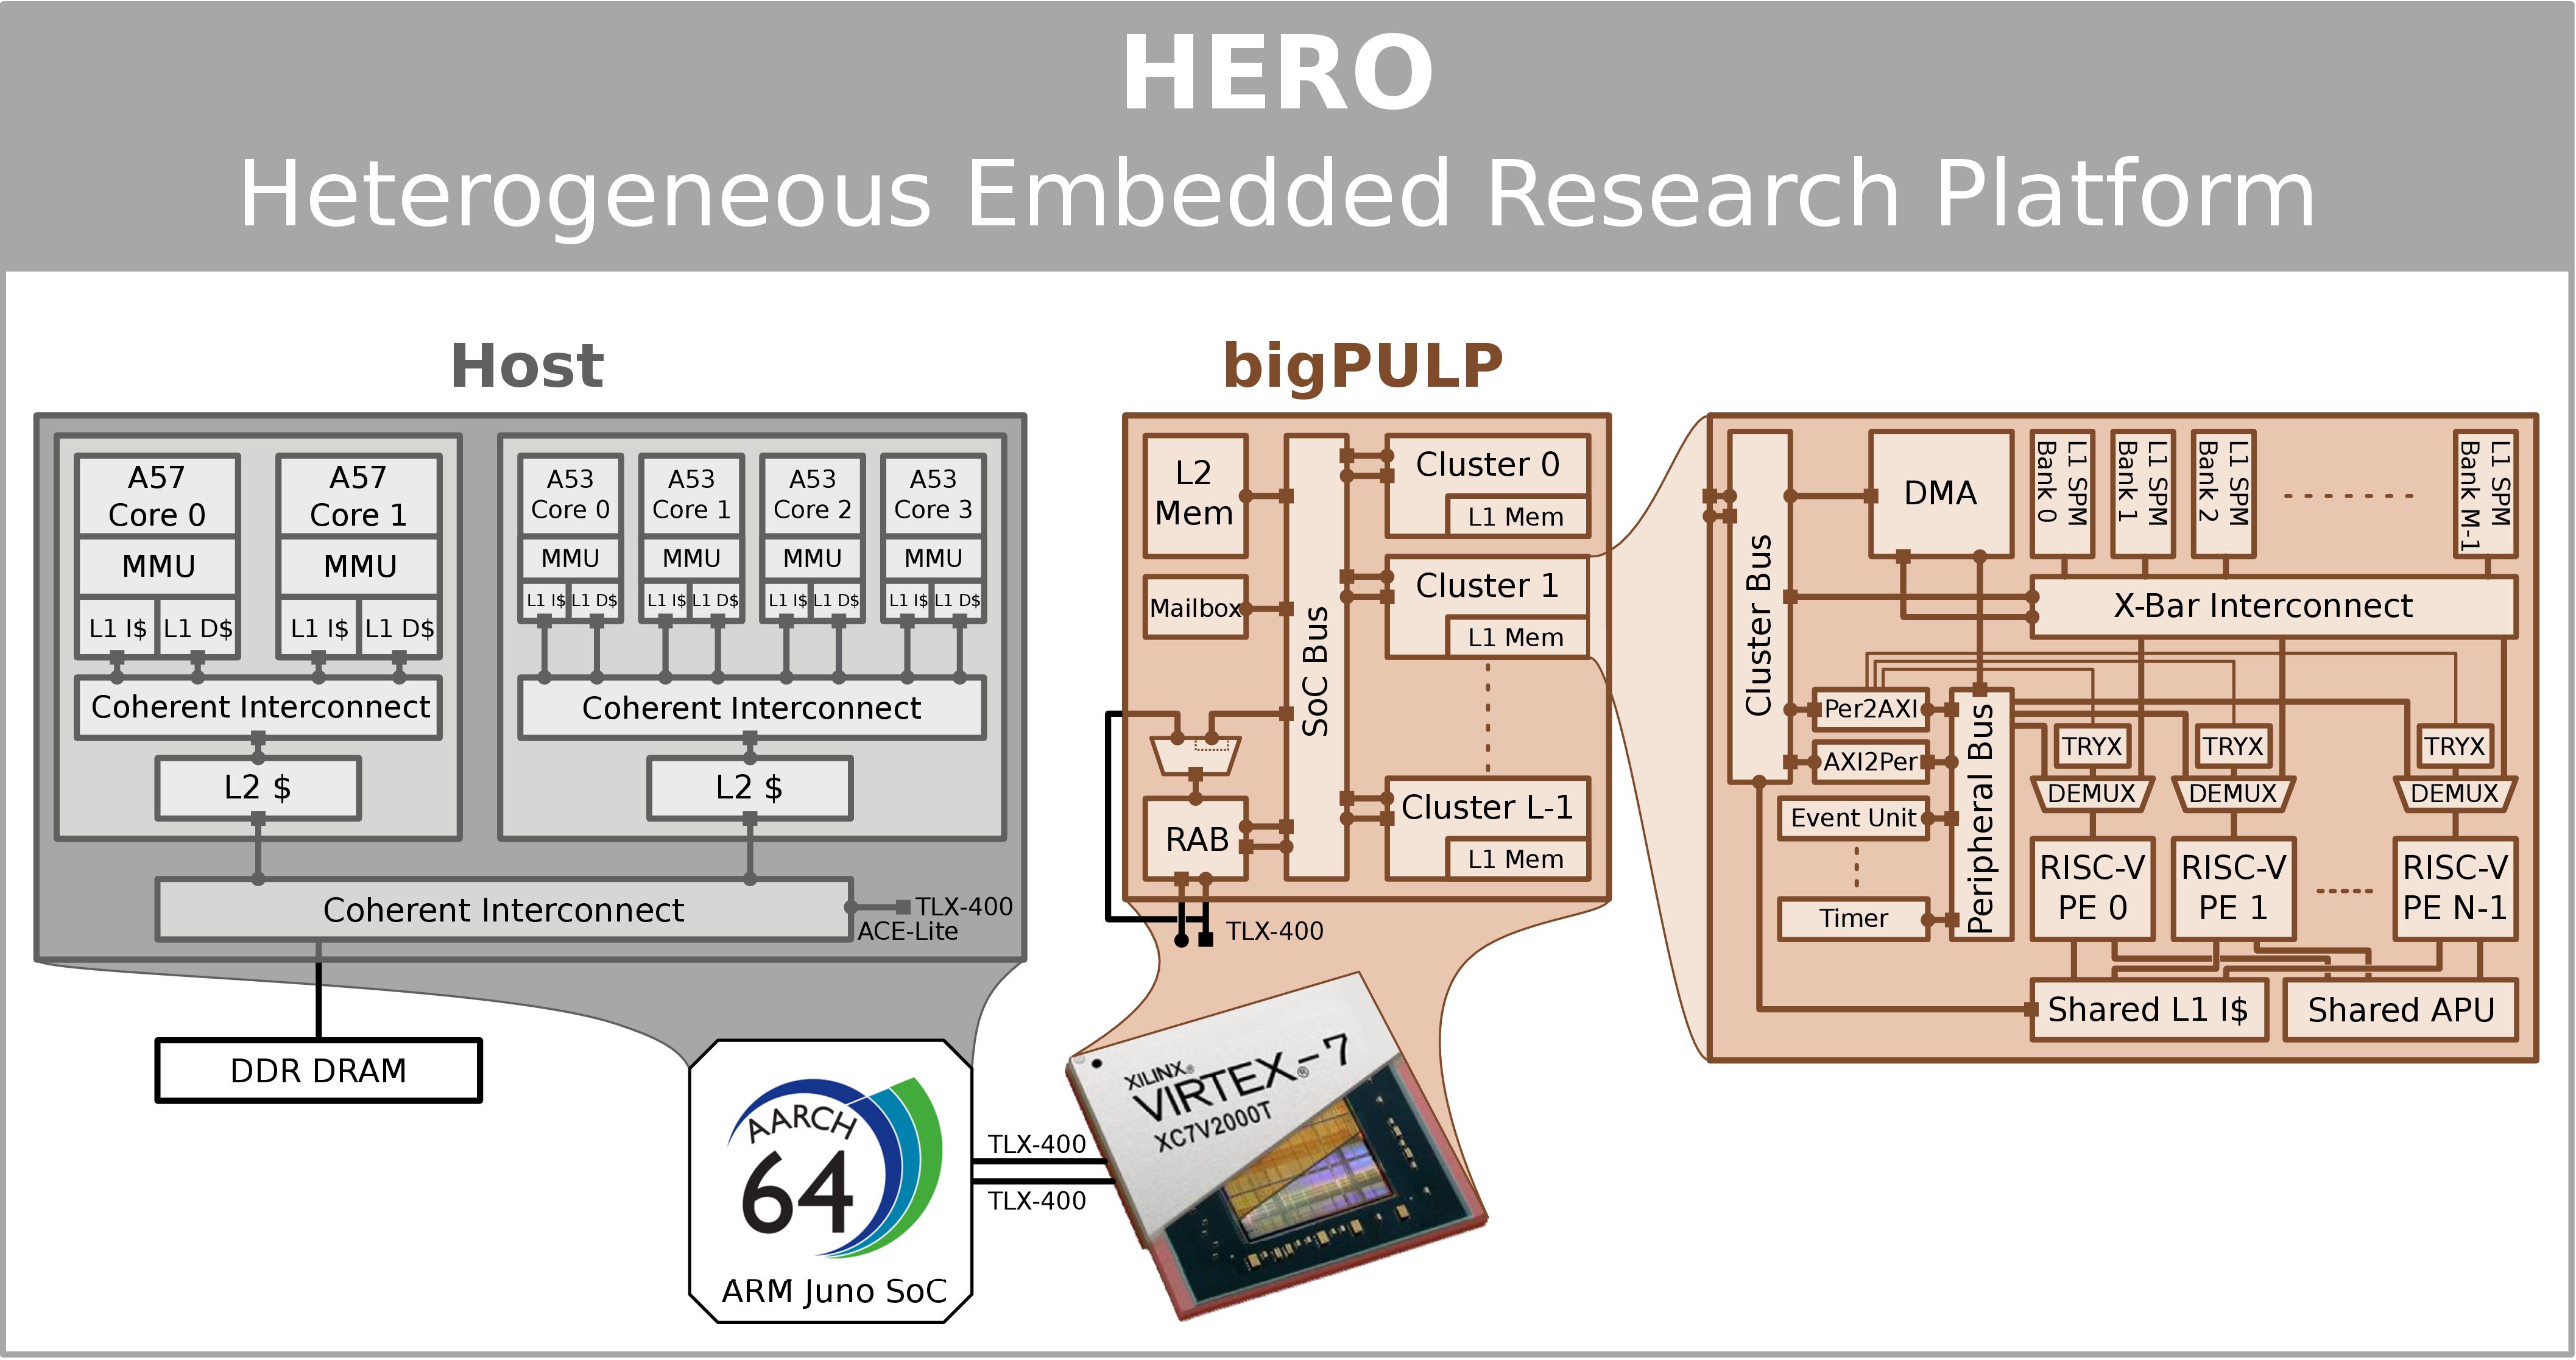 HERO
Heterogeneous Embedded Research Platform
Host
A57
Core 0
MMU
L1 I$
L1 D$
A57
Core 1
MMU
L1 I$
L1 D$
Coherent Interconnect
L2 $
A53
Core 0
MMU
L1 I$
L1 D$
A53
Core 1
MMU
L1 I$
L1 D$
A53
Core 2
MMU
L1 I$
L1 D$
A53
Core 3
MMU
L1 I$
L1 D$
Coherent Interconnect
L2 $
Coherent Interconnect
TLX-400
ACE-Lite
DDR DRAM
AARCH
64
ARM Juno SoC
TLX-400
TLX-400
bigPULP
L2
Mem
Mailbox
RAB
SoC Bus
Cluster 0
L1 Mem
Cluster 1
L1 Mem
Cluster L-1
L1 Mem
TLX-400
XILINX®
VIRTEX®-7
XC7V2000T
Cluster Bus
DMA
L1 SPM
Bank 0
L1 SPM
Bank 1
L1 SPM
Bank 2
L1 SPM
Bank M-1
X-Bar Interconnect
Per2AXI
AXI2Per
Event Unit
Timer
Peripheral Bus
TRYX
TRYX
TRYX
DEMUX
DEMUX
DEMUX
RISC-V
PE 0
RISC-V
PE 1
RISC-V
PE N-1
Shared L1 I$
Shared APU